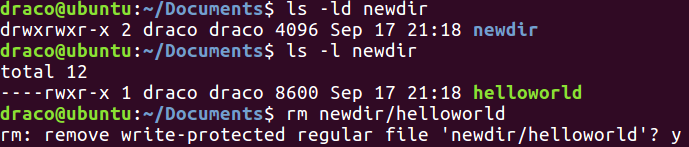 draco@ubuntu:~/Documents$ ls -ld newdir
drwxrwxr-x 2 draco draco 4096 Sep 17 21:18 newdir
draco@ubuntu:~/Documents$ ls -l newdir
total 12
----rwxr-x 1 draco draco 8600 Sep 17 21:18 helloworld
draco@ubuntu:~/Documents$ rm newdir/helloworld
rm: remove write-protected regular file 'newdir/helloworld'? y